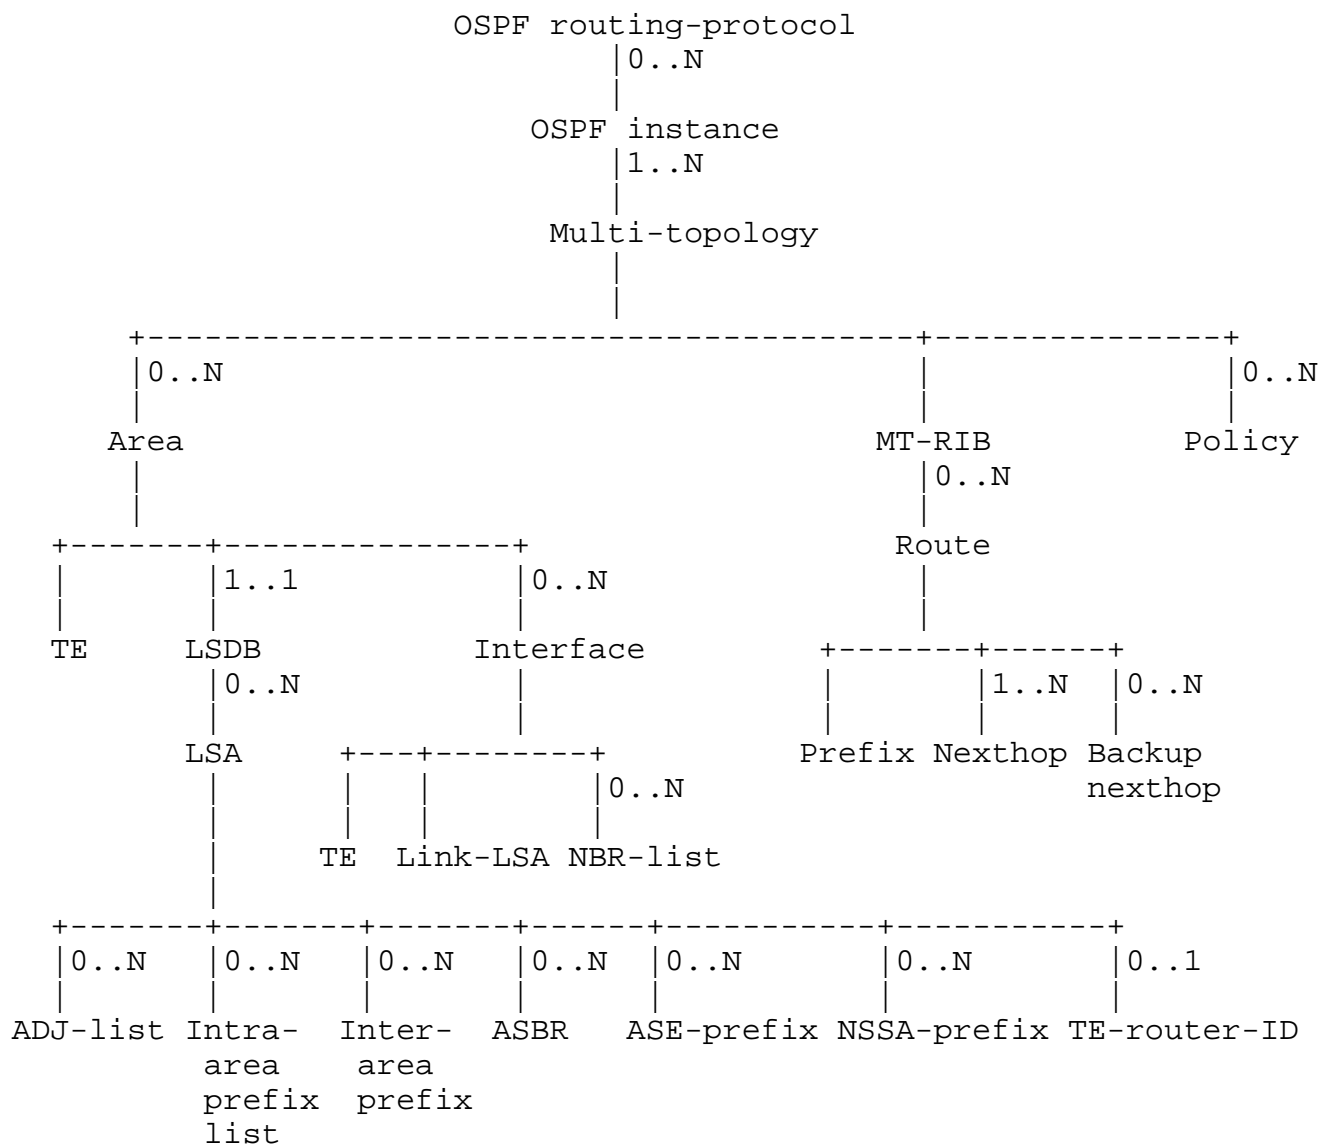 OSPF routing-protocol
0..N
OSPF instance
1..N
Multi-topology
0..N 0..N
Area MT-RIB Policy
0..N
Route
1..1 0..N
TE LSDB Interface
0..N 1..N 0..N
LSA Prefix Nexthop Backup
0..N nexthop
TE Link-LSA NBR-list
0..N 0..N 0..N 0..N 0..N 0..N 0..1
ADJ-list Intra- Inter- ASBR ASE-prefix NSSA-prefix TE-router-ID
area area
prefix prefix
list